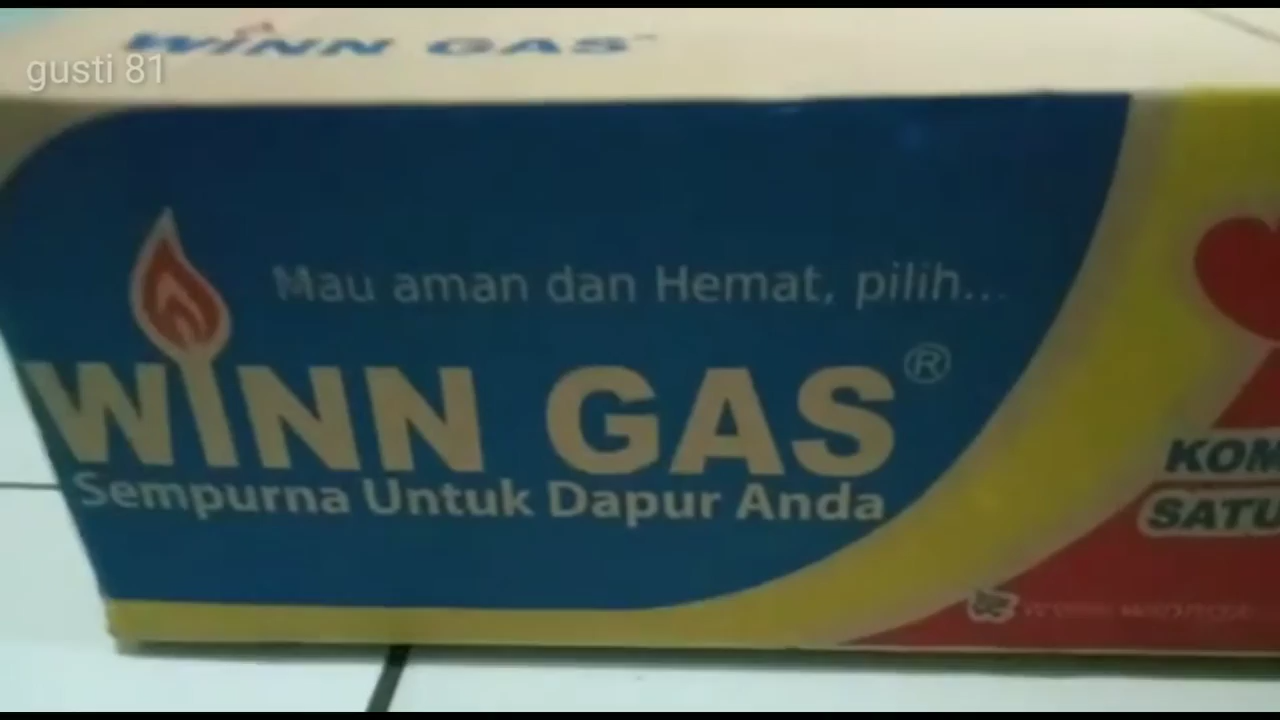 WINN GAS
gusti 81
Mau aman dan Hemat, pilih...
WINN GAS®
Sempurna Untuk Dapur Anda
KOM
SATU